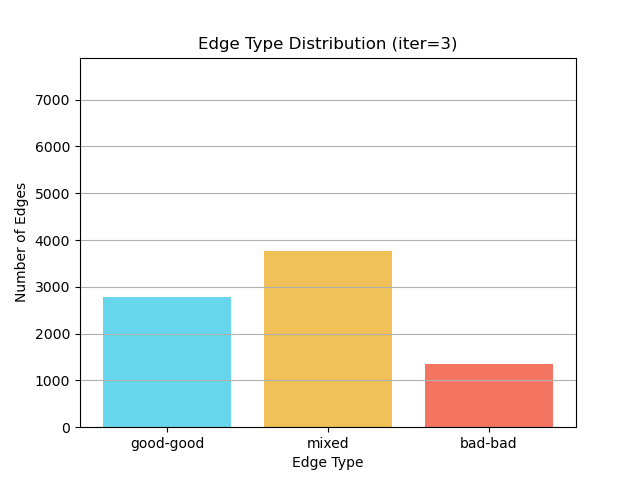 Edge Type Distribution (iter=3)
Number of Edges
7000
6000
5000
4000
3000
2000
1000
0
good-good
mixed
bad-bad
Edge Type